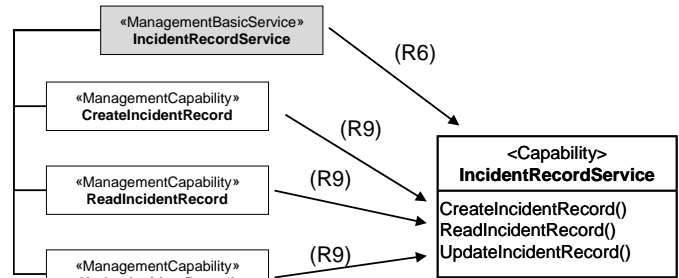 «ManagementBasicService»
IncidentRecordService
(R6)
«ManagementCapability»
CreateIncidentRecord
(R9)
<Capability>
IncidentRecordService
«ManagementCapability»
ReadIncidentRecord
(R9)
CreateIncidentRecord()
ReadIncidentRecord()
UpdateIncidentRecord()
(R9)
«ManagementCapability»